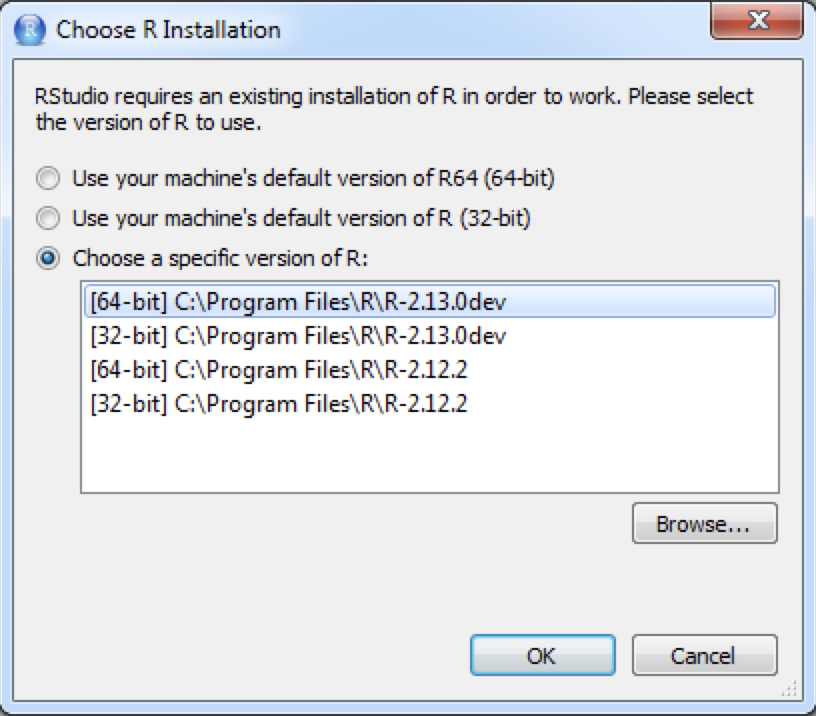 Choose R Installation
RStudio requires an existing installation of R in order to work. Please select
the version of R to use.
Use your machine's default version of R64 (64-bit)
Use your machine's default version of R (32-bit)
Choose a specific version of R:
[64-bit] C:\Program Files\R\R-2.13.0dev
[32-bit] C:\Program Files\R\R-2.13.0dev
[64-bit] C:\Program Files\R\R-2.12.2
[32-bit] C:\Program Files\R\R-2.12.2
Browse...
OK
Cancel